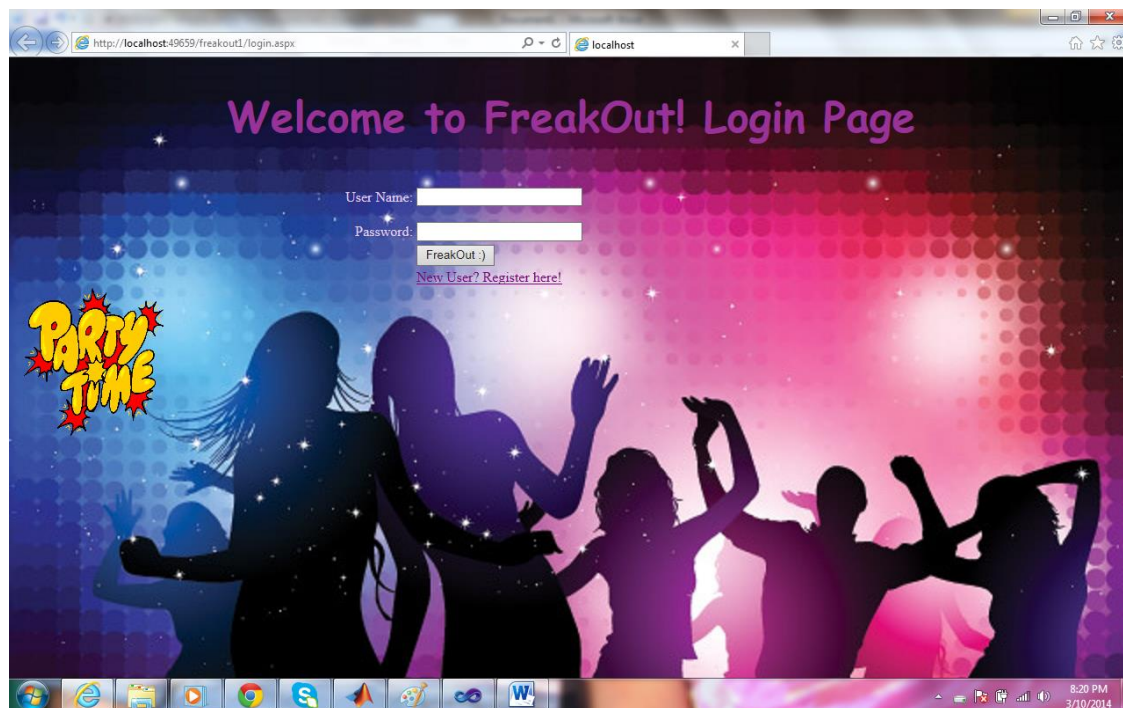 http://localhost:49659/freakout1/login.aspx
localhost
Welcome to FreakOut! Login Page
User Name:
Password:
FreakOut :)
New User? Register here!
PARTY
TIME
8:20 PM
3/10/2014